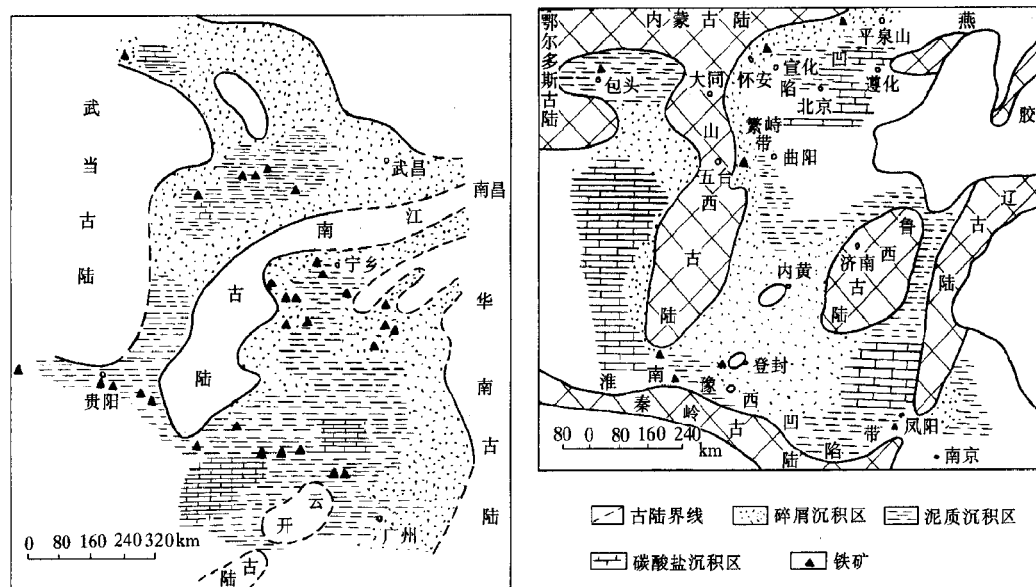 武当古陆
武昌
南昌
江南古陆
宁乡
华南古陆
贵阳
云开古陆
广州
0 80 160 240 320km
鄂尔多斯古陆
内蒙古陆
燕
平泉山
凹
陷
带
包头
大同
怀安
宣化
遵化
北京
胶
辽
古
陆
繁峙
曲阳
山
五台
西
古
陆
鲁
西
济南
古
陆
内黄
登封
淮
南
豫
西
凹
陷
带
秦
岭
古
陆
凤阳
南京
80 0 80 160 240
km
古陆界线
碎屑沉积区
泥质沉积区
碳酸盐沉积区
铁矿